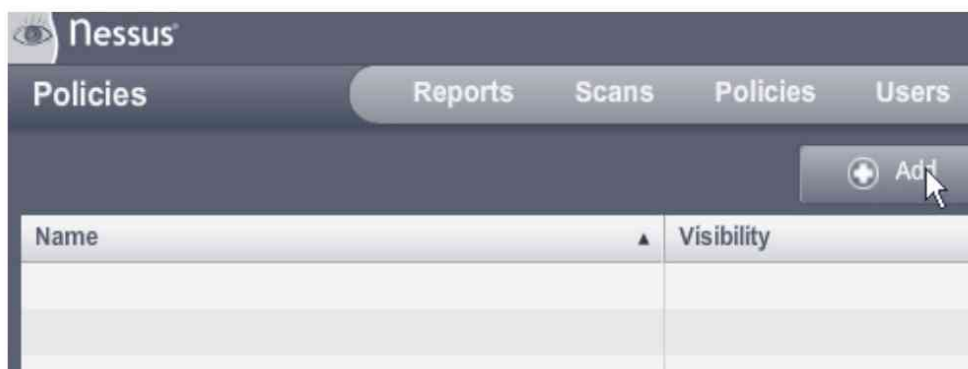 Nessus
Policies
Reports Scans Policies Users
Add
Name Visibility